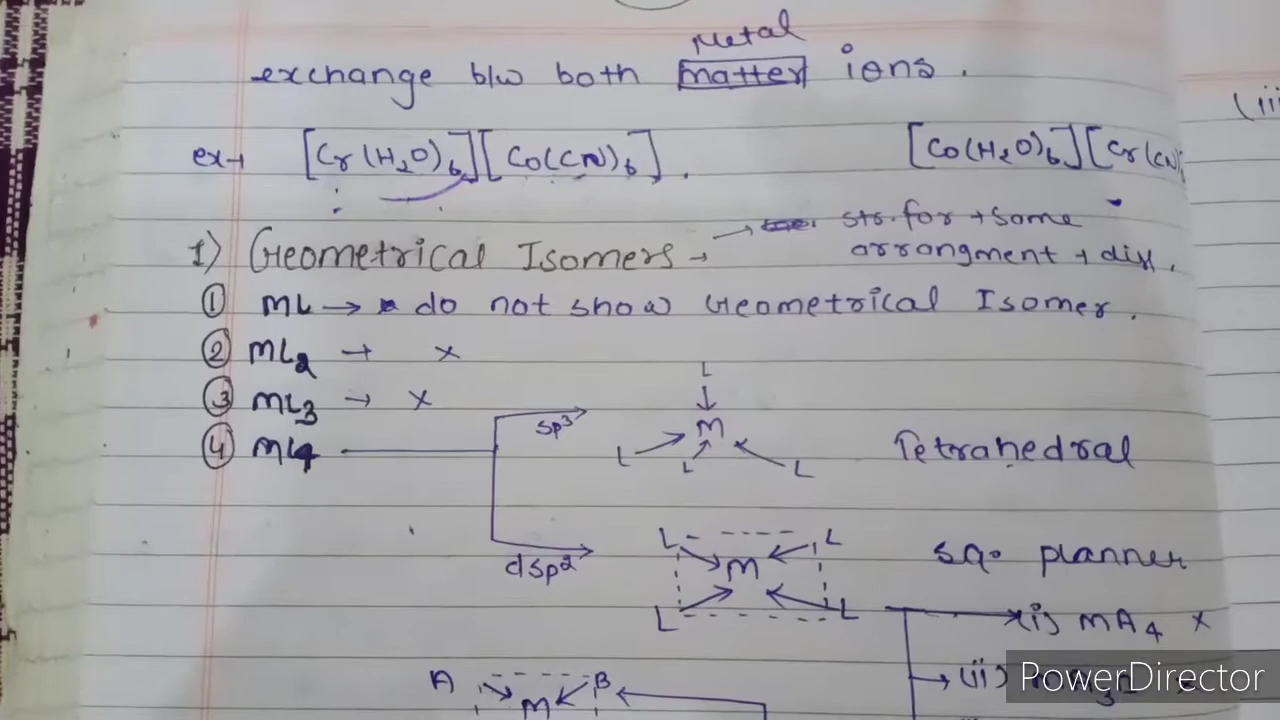 Metal
exchange b/w both matter ions .
(ii
ex→ [Cr(H₂O)₆][Co(CN)₆] . [Co(H₂O)₆][Cr(CN)
1) Geometrical Isomers → → str. for + same
arrangment + diff.
① ML → do not show Geometrical Isomer .
② ML₂ → ×
③ ML₃ → ×
④ ML₄
sp³
L
M
L L L
Tetrahedral
dsp²
L L
M
L L
sq. planner
(i) MA₄ ×
(ii)
A B
M
PowerDirector